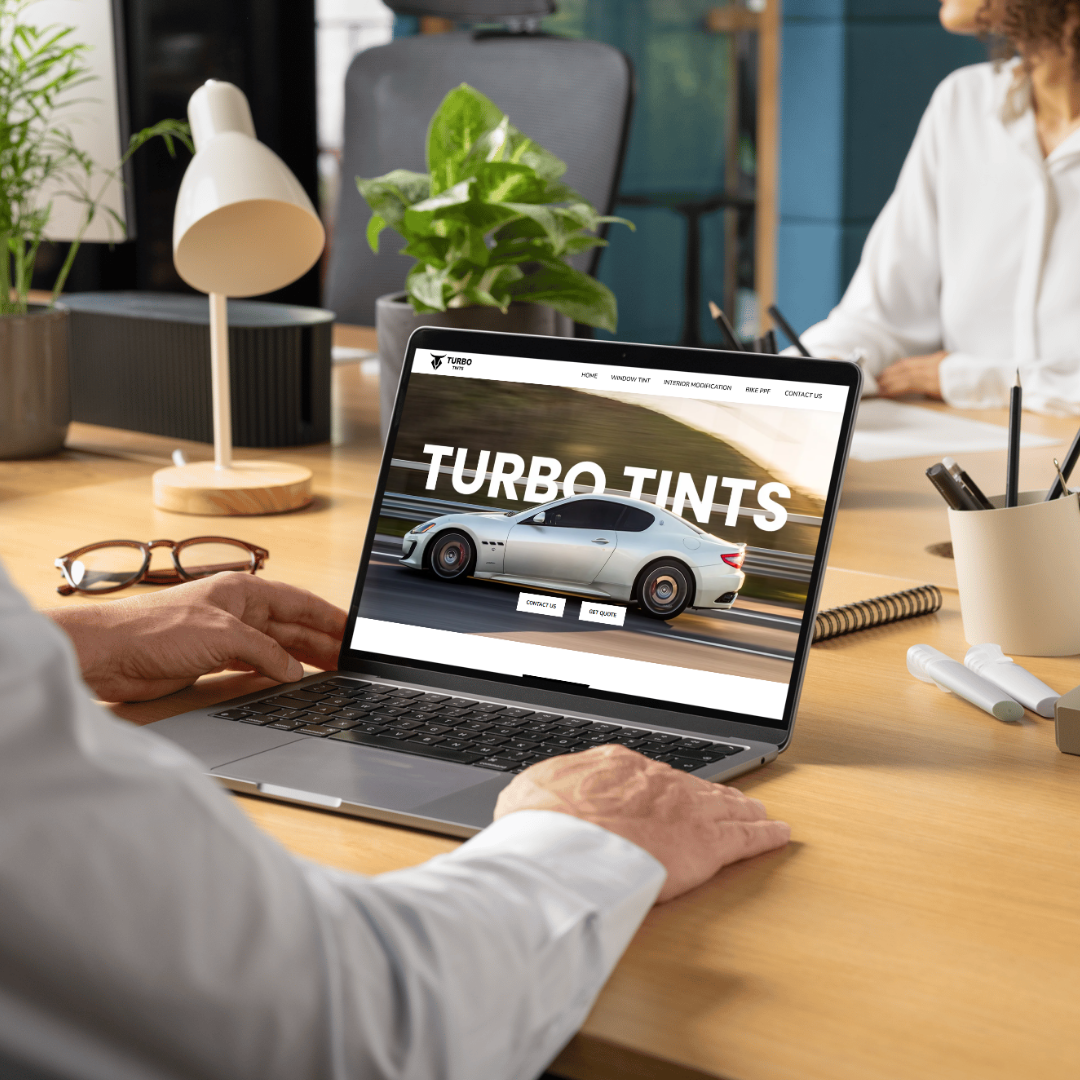 TURBO
TINTS
HOME WINDOW TINT INTERIOR MODIFICATION BIKE PPF CONTACT US
TURBO TINTS
CONTACT US GET QUOTE